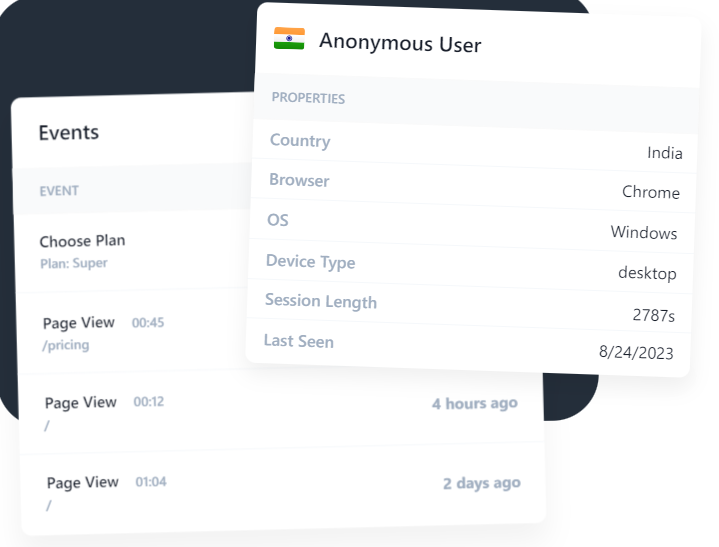 Anonymous User
PROPERTIES
Country India
Browser Chrome
OS Windows
Device Type desktop
Session Length 2787s
Last Seen 8/24/2023
Events
EVENT
Choose Plan
Plan: Super
Page View 00:45
/pricing
Page View 00:12 4 hours ago
/
Page View 01:04 2 days ago
/